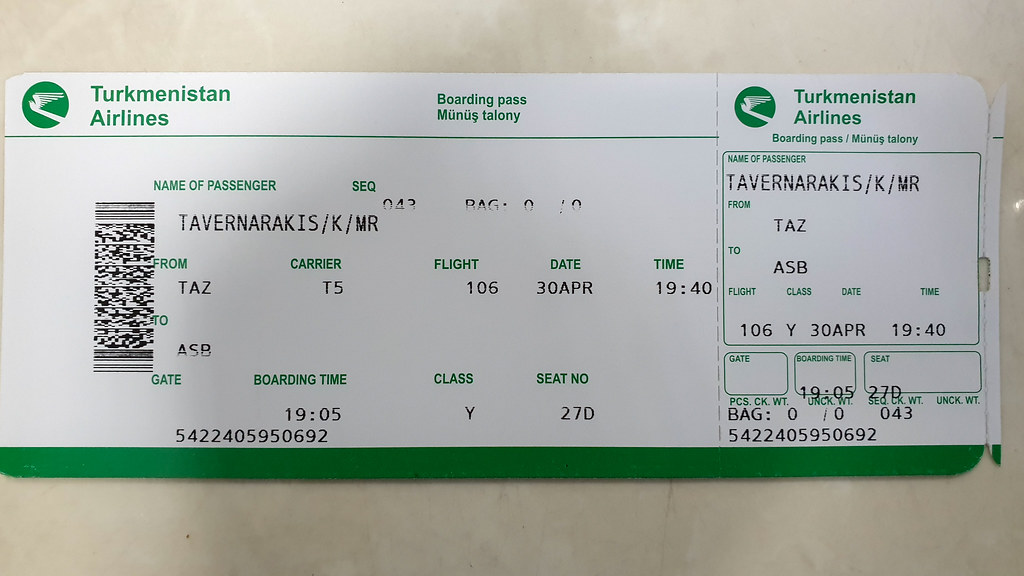 Turkmenistan
Airlines
Boarding pass
Münüş talony
NAME OF PASSENGER SEQ
043 BAG: 0 / 0
TAVERNARAKIS/K/MR
FROM CARRIER FLIGHT DATE TIME
TAZ T5 106 30APR 19:40
TO
ASB
GATE BOARDING TIME CLASS SEAT NO
19:05 Y 27D
5422405950692
Turkmenistan
Airlines
Boarding pass / Münüş talony
NAME OF PASSENGER
TAVERNARAKIS/K/MR
FROM
TAZ
TO
ASB
FLIGHT CLASS DATE TIME
106 Y 30APR 19:40
GATE BOARDING TIME SEAT
19:05 27D
PCS. CK. WT. UNCK. WT. SEQ. CK. WT. UNCK. WT.
BAG: 0 / 0 043
5422405950692